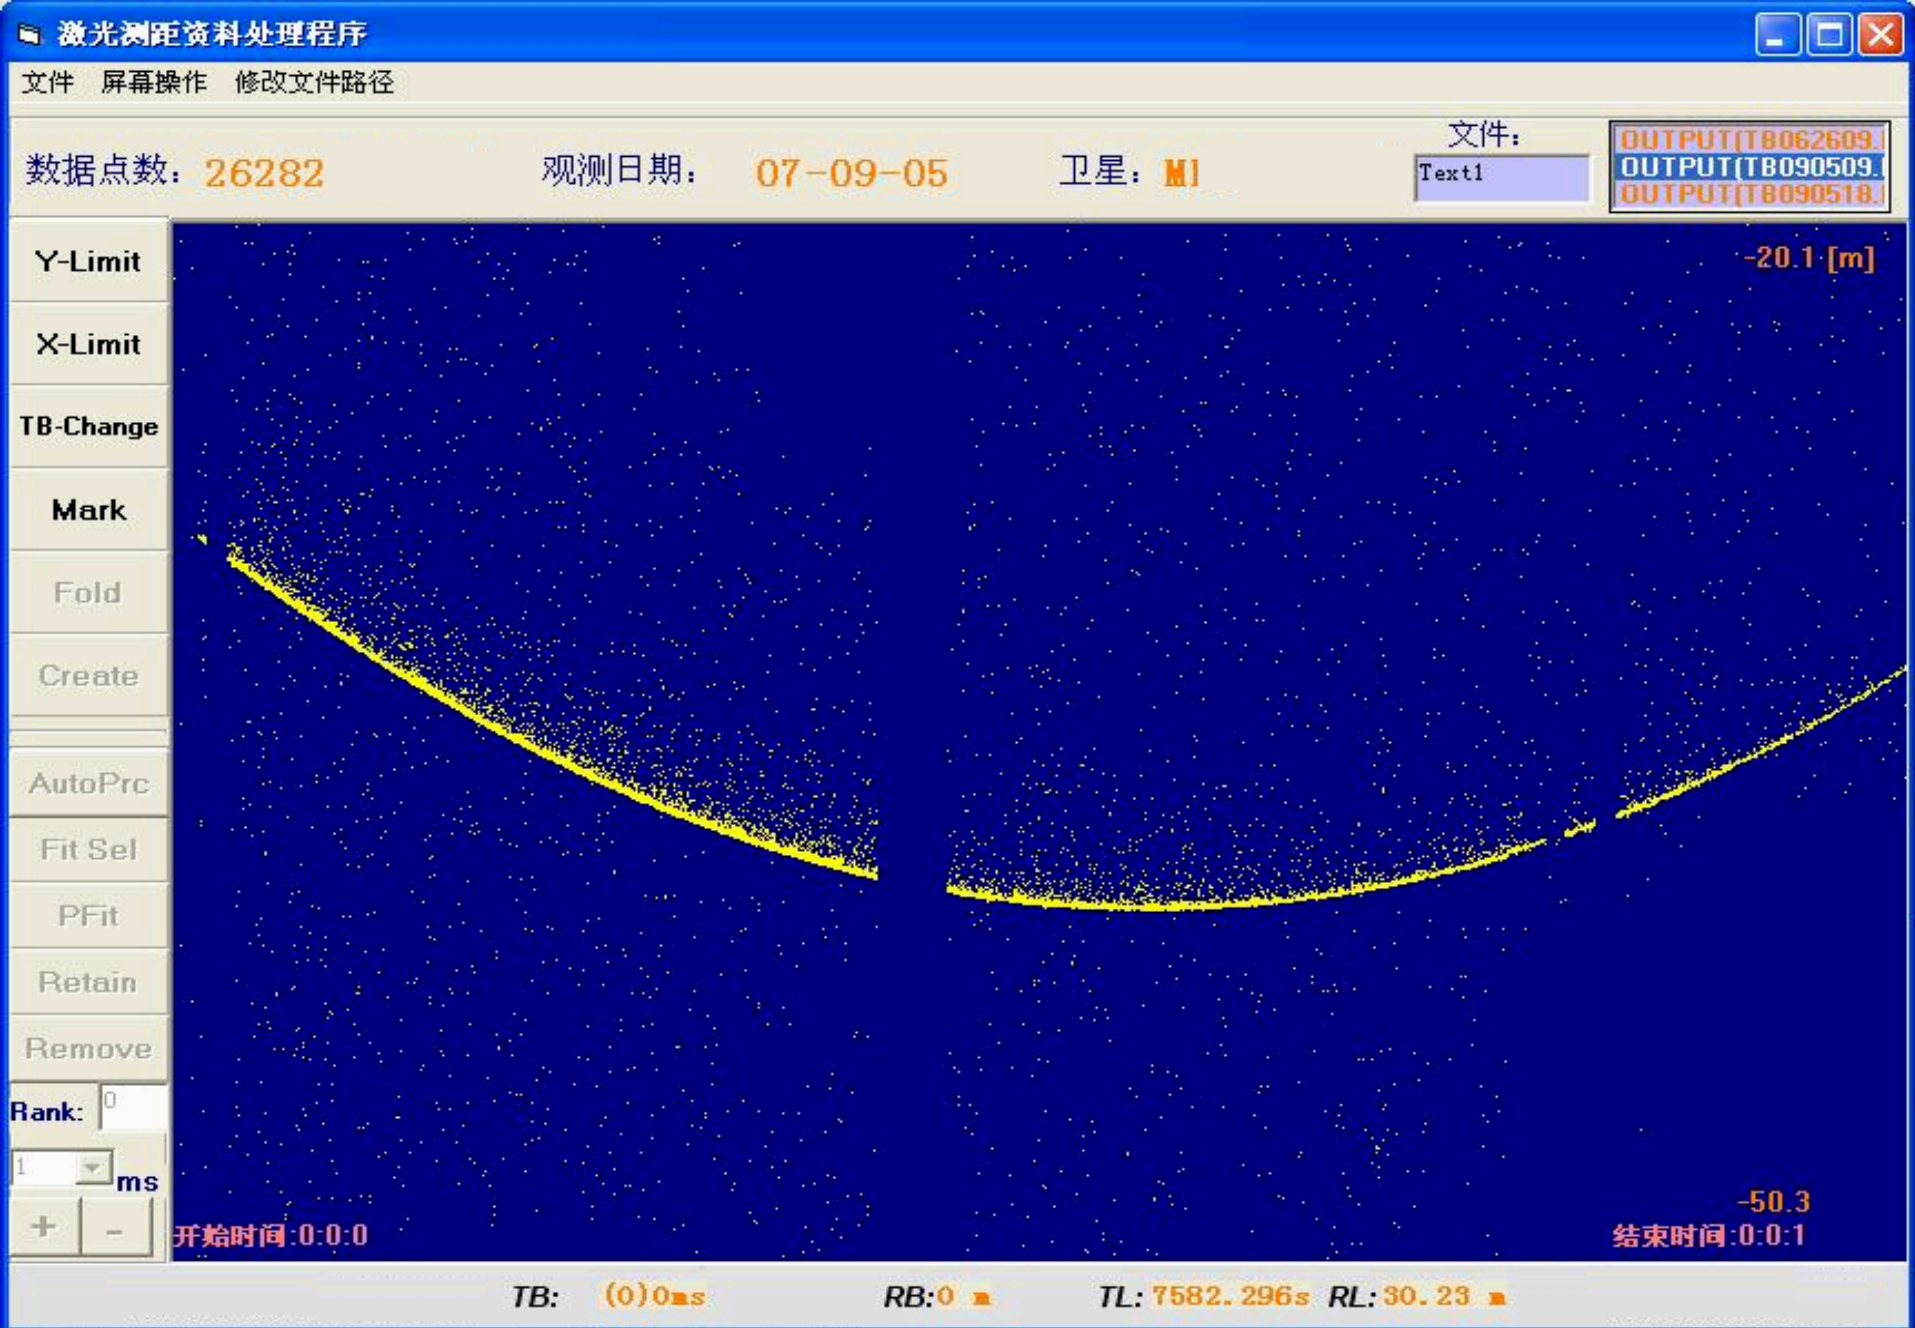 激光测距资料处理程序
文件 屏幕操作 修改文件路径
数据点数: 26282 观测日期: 07-09-05 卫星:
文件:
Text1
OUTPUT(TB062609.
OUTPUT(TB090509.
OUTPUT(TB090518.
Y-Limit
X-Limit
TB-Change
Mark
Fold
Create
AutoPrc
Fit Sel
PFit
Retain
Remove
Rank: 0
1 ms
+ -
-20.1 [m]
-50.3
开始时间:0:0:0
结束时间:0:0:1
TB: (0)0ms RB:0 m TL: 7582.296s RL: 30.23 m